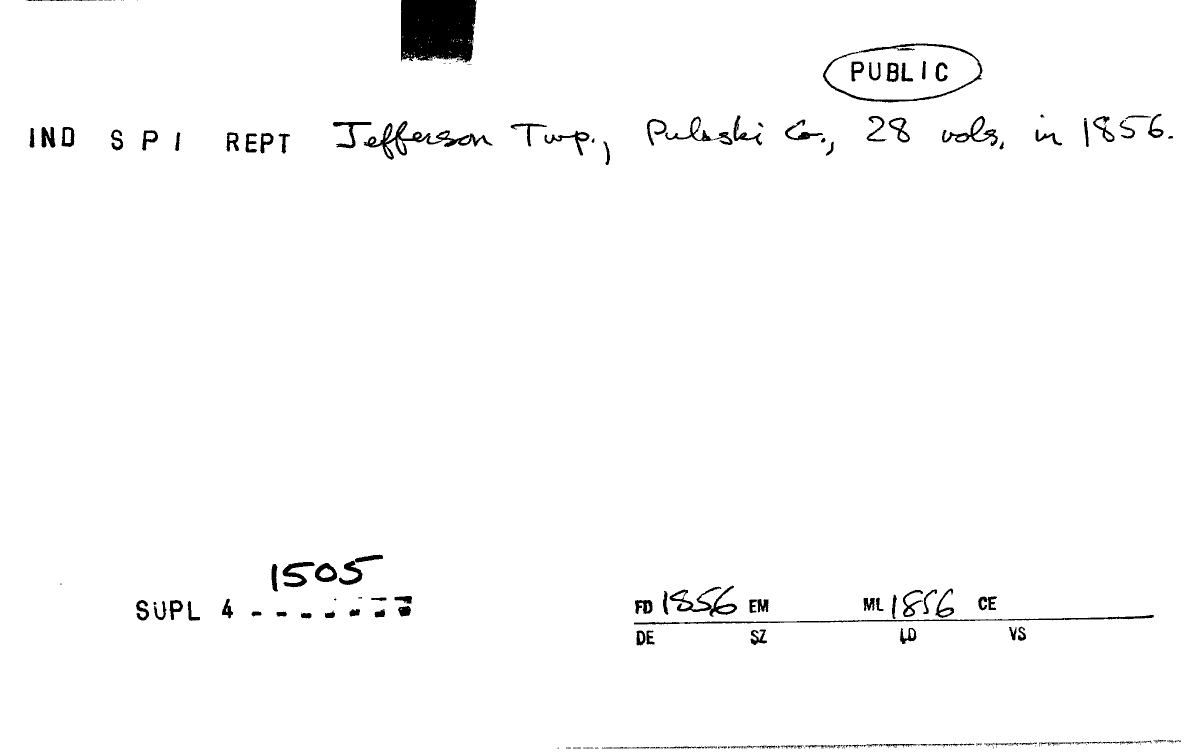 PUBLIC
IND S P I REPT Jefferson Twp., Pulaski Co., 28 vols, in 1856.
1505
SUPL 4 - - - - - - -
FD 1856 EM ML 1856 CE
DE SZ LD VS